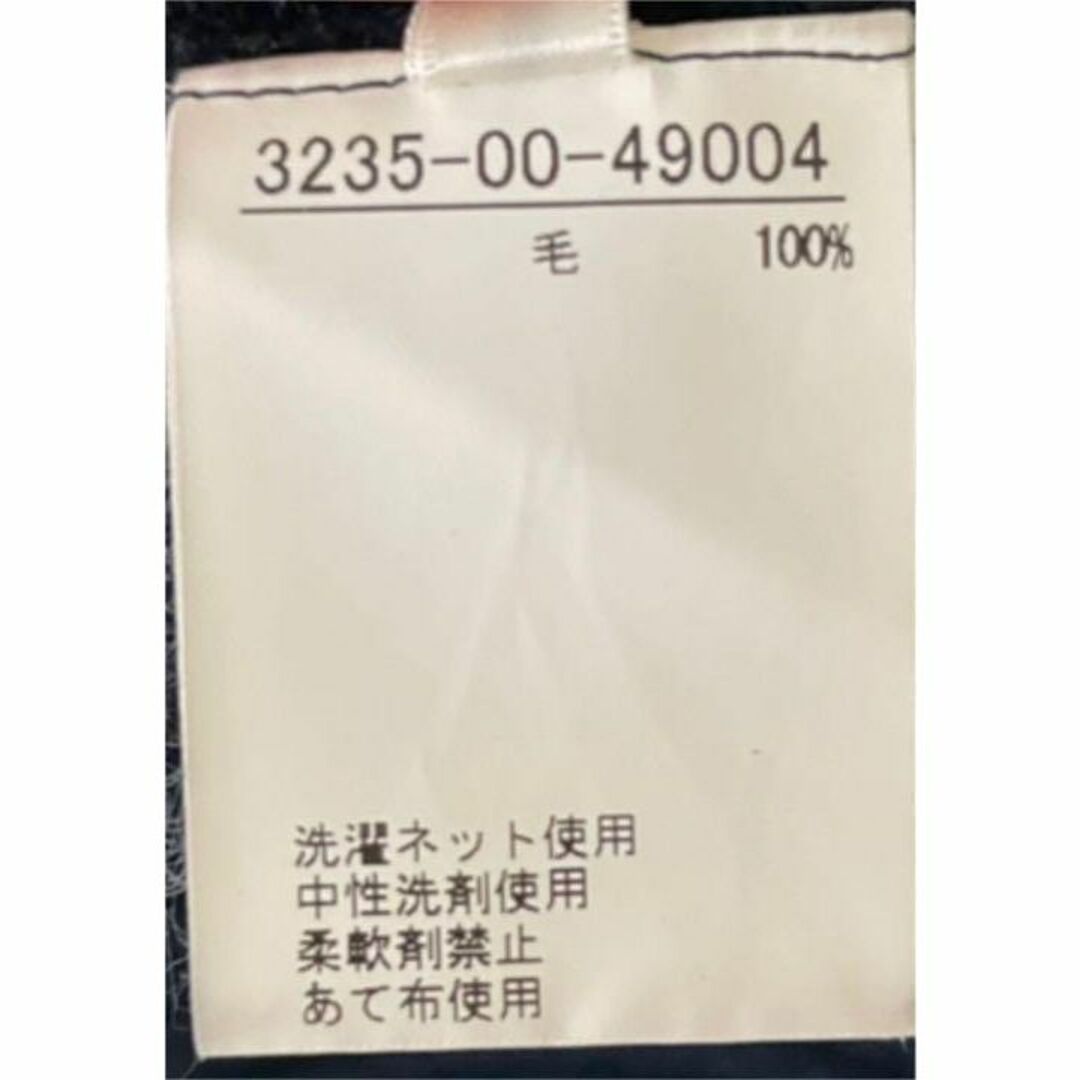 3235-00-49004
毛 100%
洗濯ネット使用
中性洗剤使用
柔軟剤禁止
あて布使用